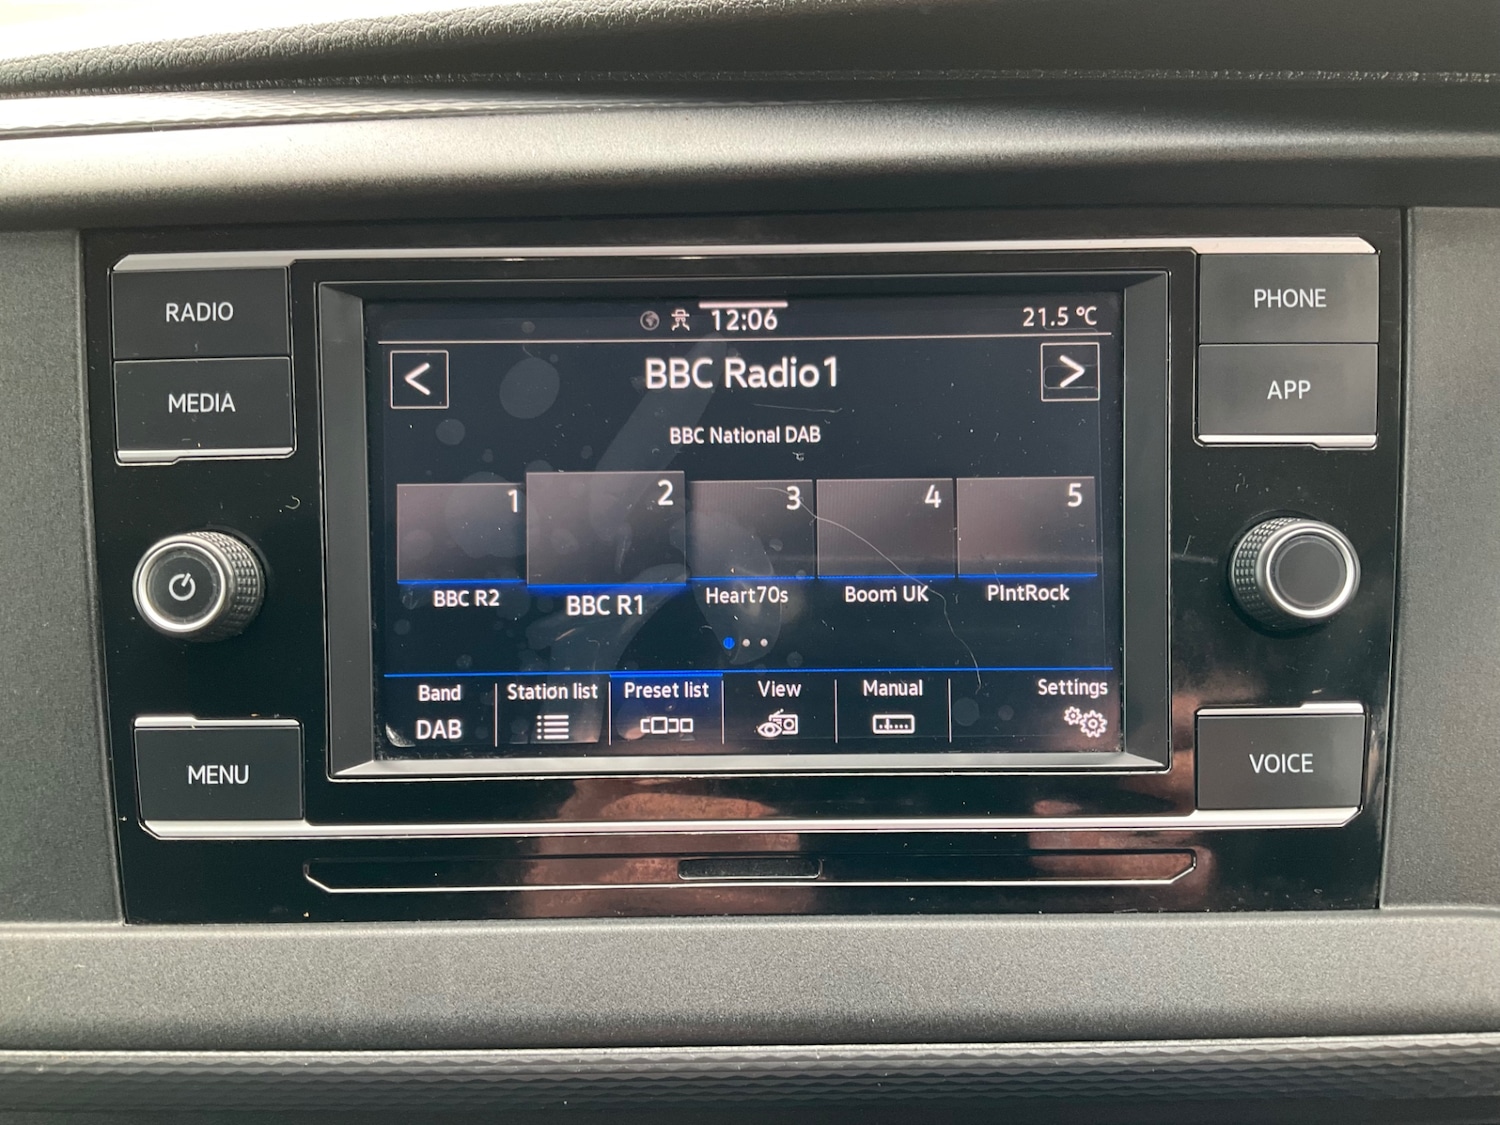 RADIO
MEDIA
MENU
12:06
21.5 °C
<
BBC Radio1
>
BBC National DAB
1
2
3
4
5
BBC R2
BBC R1
Heart70s
Boom UK
PlntRock
Band
DAB
Station list
Preset list
View
Manual
Settings
PHONE
APP
VOICE